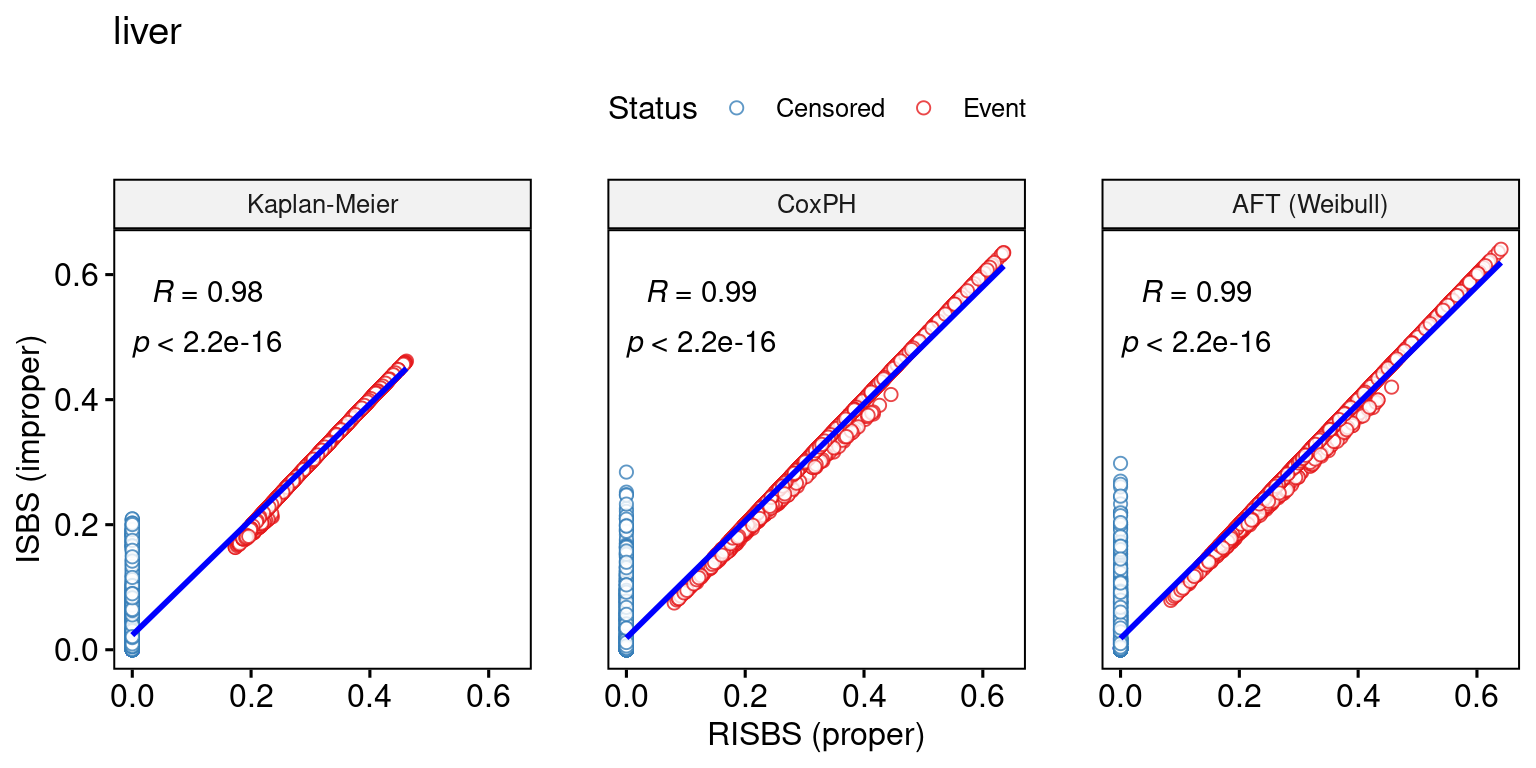 liver
Status Censored Event
Kaplan-Meier CoxPH AFT (Weibull)
R = 0.98 R = 0.99 R = 0.99
p < 2.2e-16 p < 2.2e-16 p < 2.2e-16
ISBS (improper)
0.6
0.4
0.2
0.0
0.0 0.2 0.4 0.6 0.0 0.2 0.4 0.6 0.0 0.2 0.4 0.6
RISBS (proper)